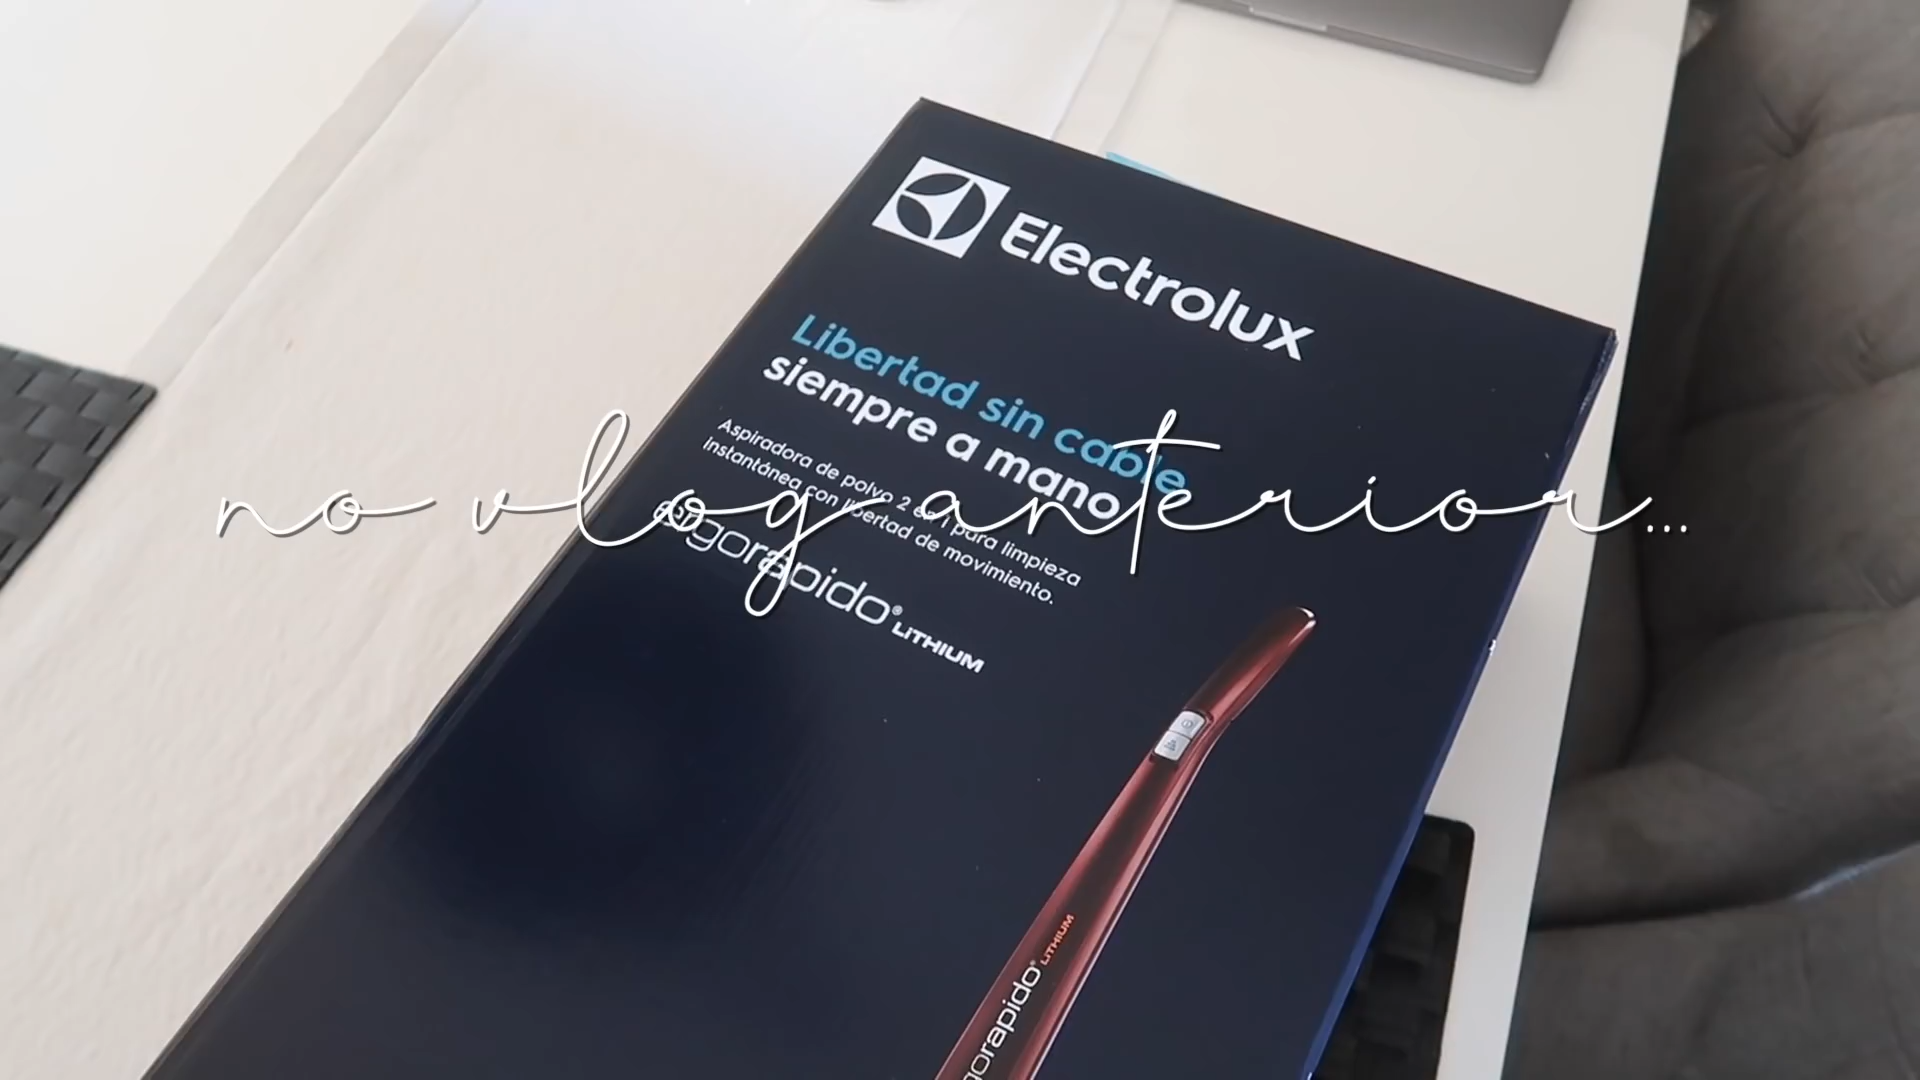 Electrolux
Libertad sin cable,
siempre a mano
Aspiradora de polvo 2 en 1 para limpieza
instantánea con libertad de movimiento.
ergorapido® LITHIUM
no vlog anterior...
gorapido® LITHIUM